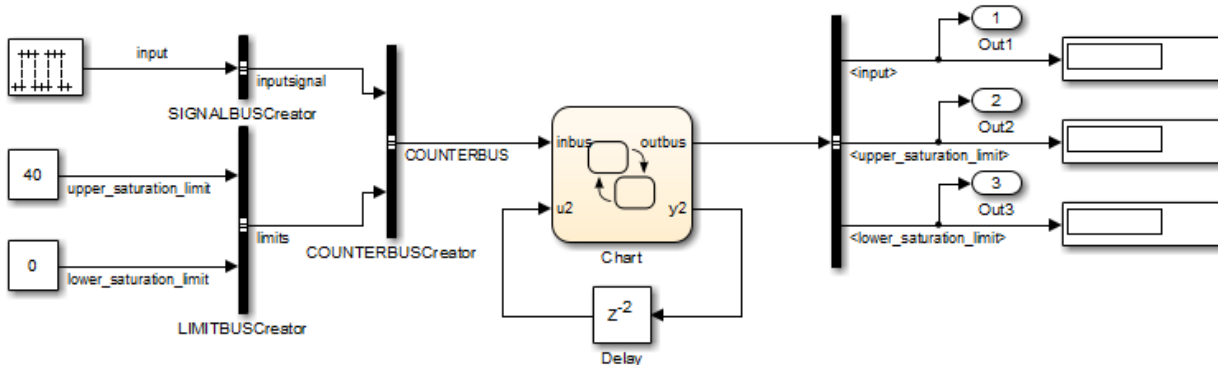 input
inputsignal
SIGNALBUSCreator
40
upper_saturation_limit
0
lower_saturation_limit
limits
LIMITBUSCreator
COUNTERBUS
COUNTERBUSCreator
inbus
outbus
u2
y2
Chart
Z-2
Delay
1
Out1
<input>
2
Out2
<upper_saturation_limit>
3
Out3
<lower_saturation_limit>